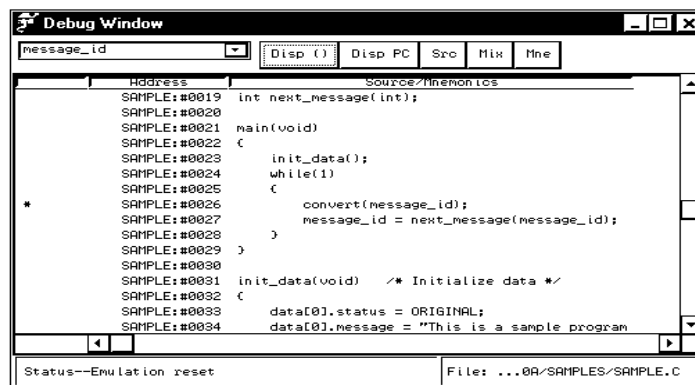 Debug Window
message_id Disp () Disp PC Src Mix Mne
Address Source/Mnemonics
SAMPLE:#0019 int next_message(int);
SAMPLE:#0020
SAMPLE:#0021 main(void)
SAMPLE:#0022 {
SAMPLE:#0023 init_data();
SAMPLE:#0024 while(1)
SAMPLE:#0025 {
* SAMPLE:#0026 convert(message_id);
SAMPLE:#0027 message_id = next_message(message_id);
SAMPLE:#0028 }
SAMPLE:#0029 }
SAMPLE:#0030
SAMPLE:#0031 init_data(void) /* Initialize data */
SAMPLE:#0032 {
SAMPLE:#0033 data[0].status = ORIGINAL;
SAMPLE:#0034 data[0].message = "This is a sample program
Status--Emulation reset File: ...0A/SAMPLES/SAMPLE.C